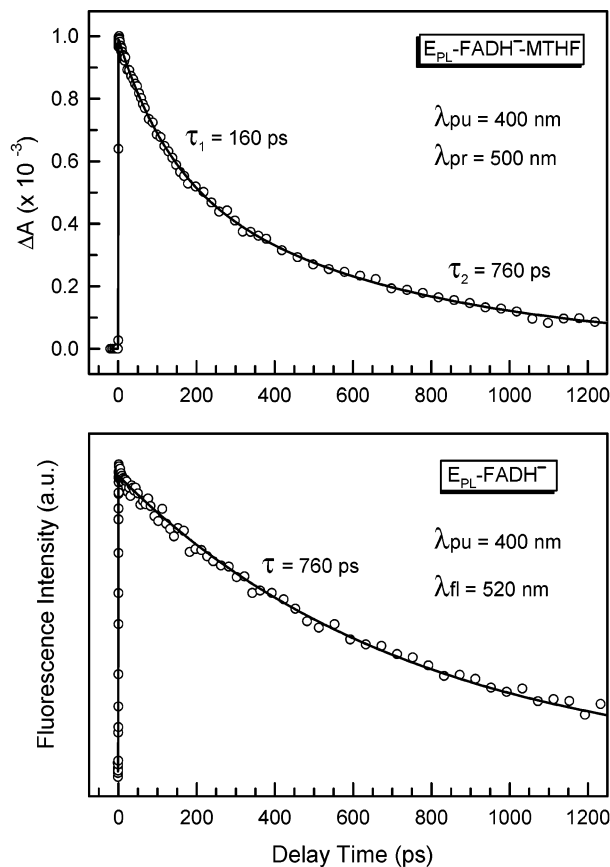 1.0
0.8
0.6
0.4
0.2
0.0
ΔA (x 10⁻³)
E_PL-FADH⁻-MTHF
λpu = 400 nm
λpr = 500 nm
τ₁ = 160 ps
τ₂ = 760 ps
0 200 400 600 800 1000 1200
Fluorescence Intensity (a.u.)
E_PL-FADH⁻
λpu = 400 nm
λfl = 520 nm
τ = 760 ps
0 200 400 600 800 1000 1200
Delay Time (ps)